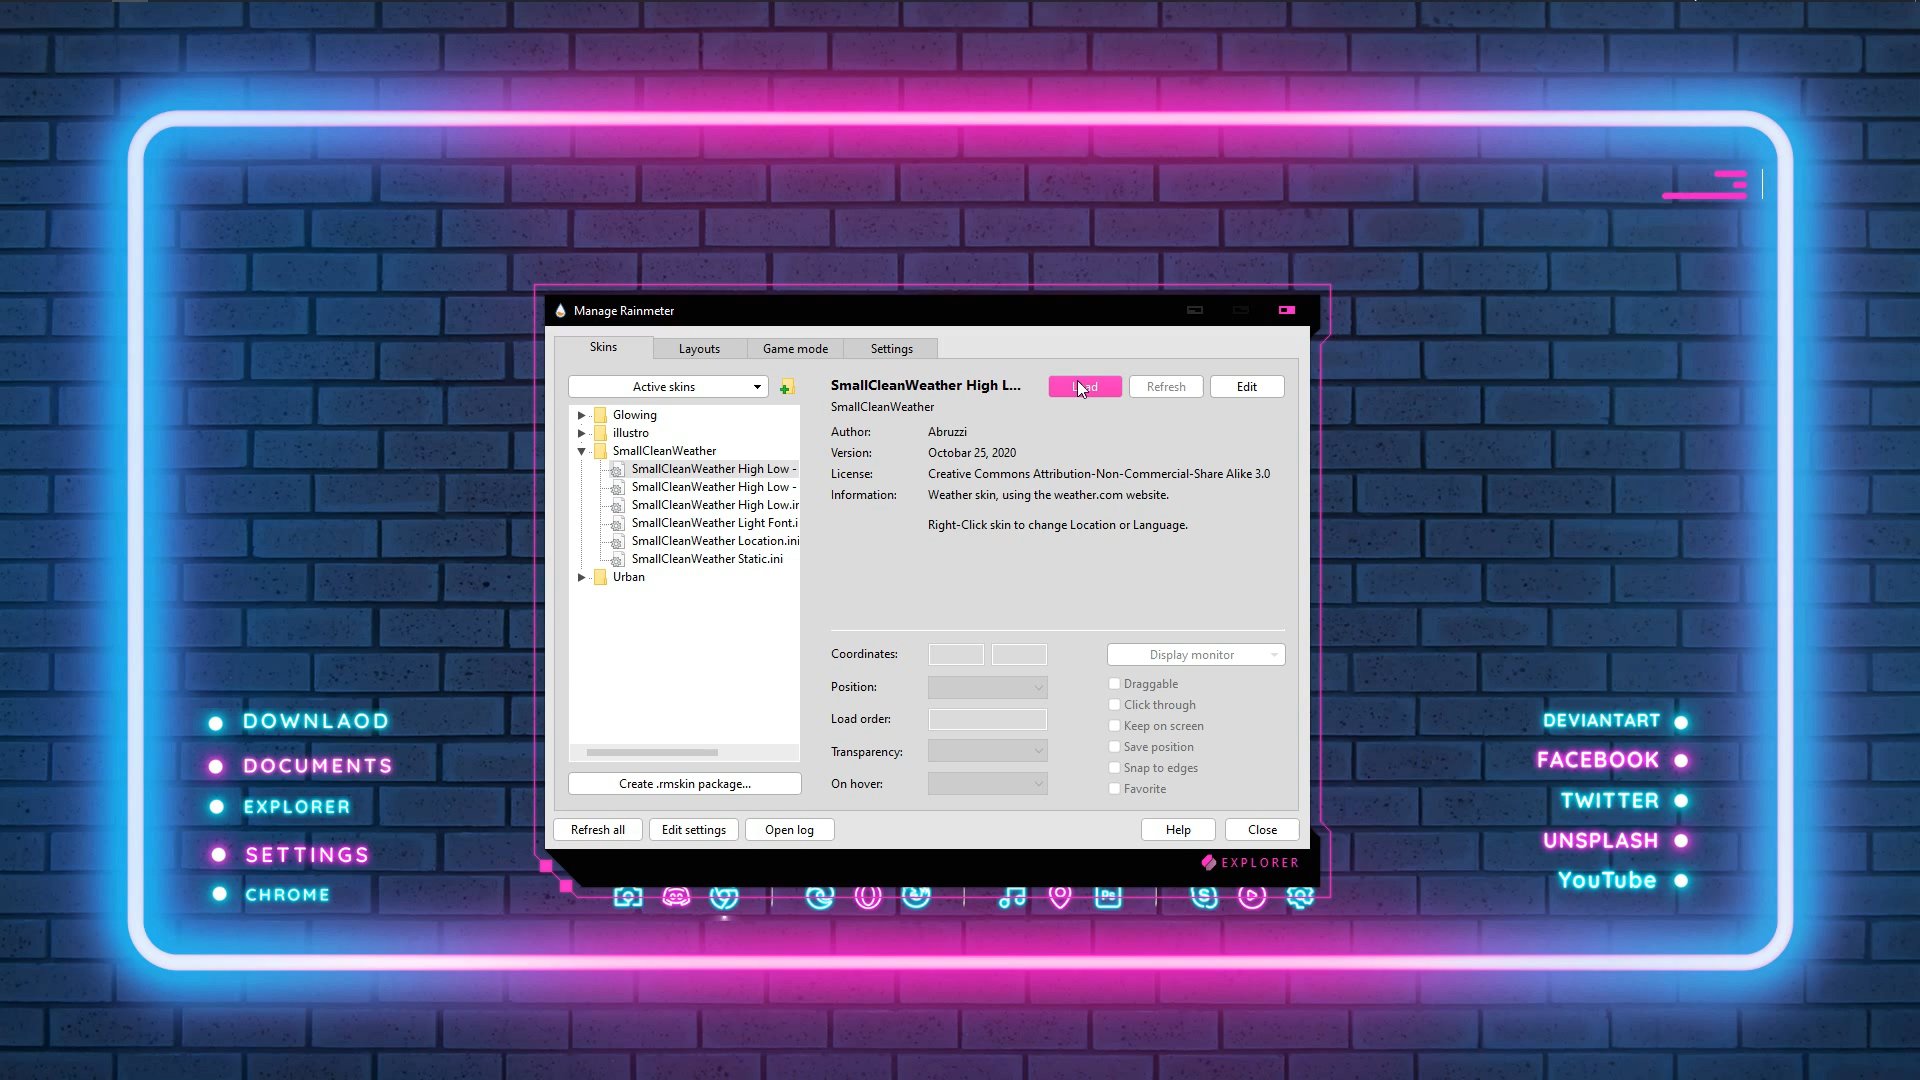 Manage Rainmeter
Skins
Layouts
Game mode
Settings
Active skins
Glowing
illustro
SmallCleanWeather
SmallCleanWeather High Low -
SmallCleanWeather High Low -
SmallCleanWeather High Low.in
SmallCleanWeather Light Font.i
SmallCleanWeather Location.ini
SmallCleanWeather Static.ini
Urban
Create .rmskin package...
SmallCleanWeather High L...
Refresh
Edit
SmallCleanWeather
Author: Abruzzi
Version: Octobar 25, 2020
License: Creative Commons Attribution-Non-Commercial-Share Alike 3.0
Information: Weather skin, using the weather.com website.
Right-Click skin to change Location or Language.
Coordinates:
Display monitor
Position:
Draggable
Click through
Load order:
Keep on screen
Transparency:
Save position
Snap to edges
On hover:
Favorite
Refresh all
Edit settings
Open log
Help
Close
EXPLORER
DOWNLAOD
DOCUMENTS
EXPLORER
SETTINGS
CHROME
DEVIANTART
FACEBOOK
TWITTER
UNSPLASH
YouTube
Ps